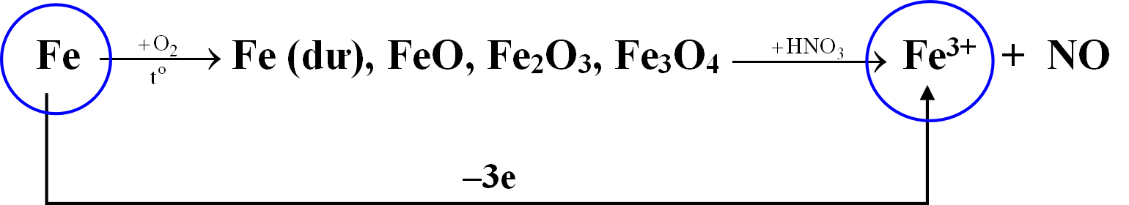 Fe +O₂ t° Fe (dư), FeO, Fe₂O₃, Fe₃O₄ +HNO₃ Fe³⁺ + NO
–3e